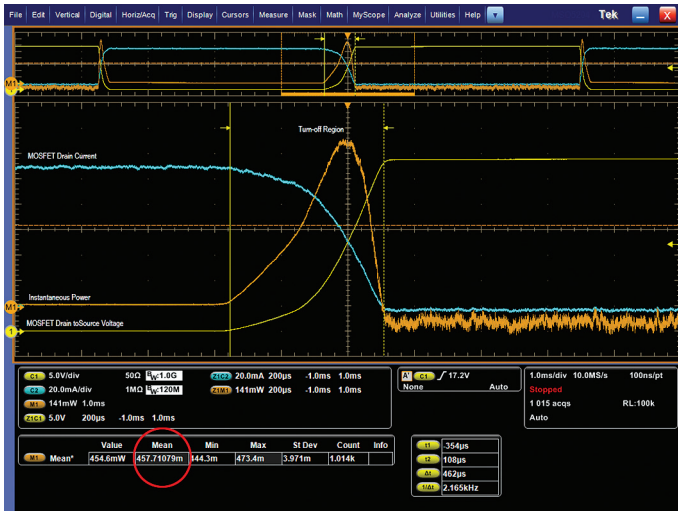 File Edit Vertical Digital Horiz/Acq Trig Display Cursors Measure Mask Math MyScope Analyze Utilities Help Tek X
M1
Turn-off Region
MOSFET Drain Current
Instantaneous Power
M1
MOSFET Drain toSource Voltage
1
C1 5.0V/div 50Ω BW:1.0G
C2 20.0mA/div 1MΩ BW:120M
M1 141mW 1.0ms
Z1C1 5.0V 200µs -1.0ms 1.0ms
Z1C2 20.0mA 200µs -1.0ms 1.0ms
Z1M1 141mW 200µs -1.0ms 1.0ms
A' C1 17.2V
None Auto
1.0ms/div 10.0MS/s 100ns/pt
Stopped
1 015 acqs RL:100k
Auto
Value Mean Min Max St Dev Count Info
M1 Mean* 454.6mW 457.71079m 444.3m 473.4m 3.971m 1.014k
t1 -354µs
t2 108µs
Δt 462µs
1/Δt 2.165kHz